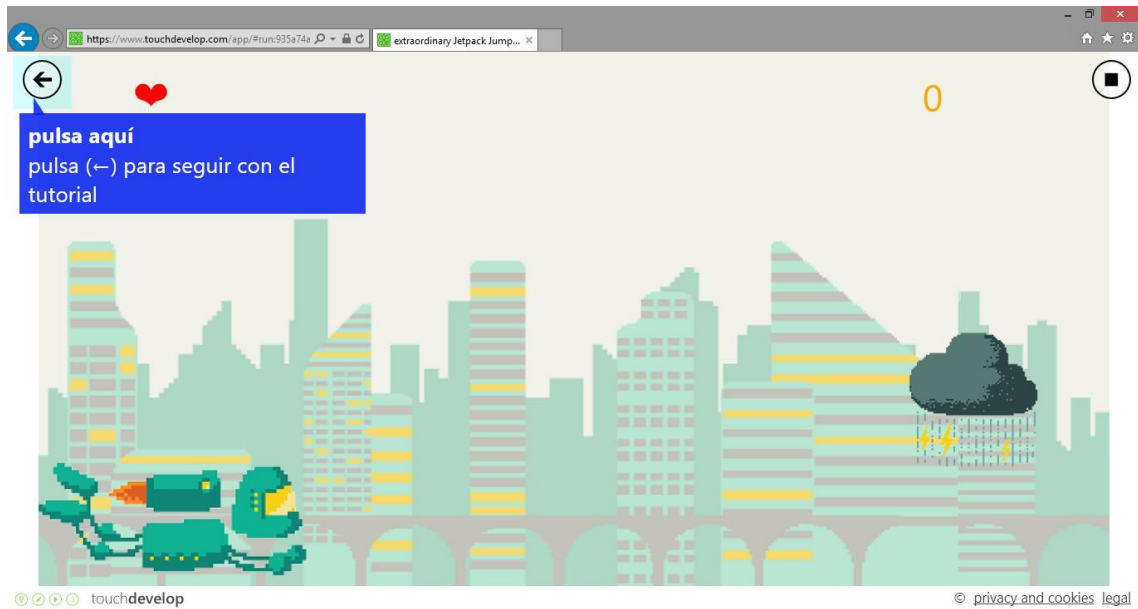 https://www.touchdevelop.com/app/#run:935a74a
extraordinary Jetpack Jump...
0
pulsa aquí
pulsa (←) para seguir con el
tutorial
touchdevelop
© privacy and cookies legal